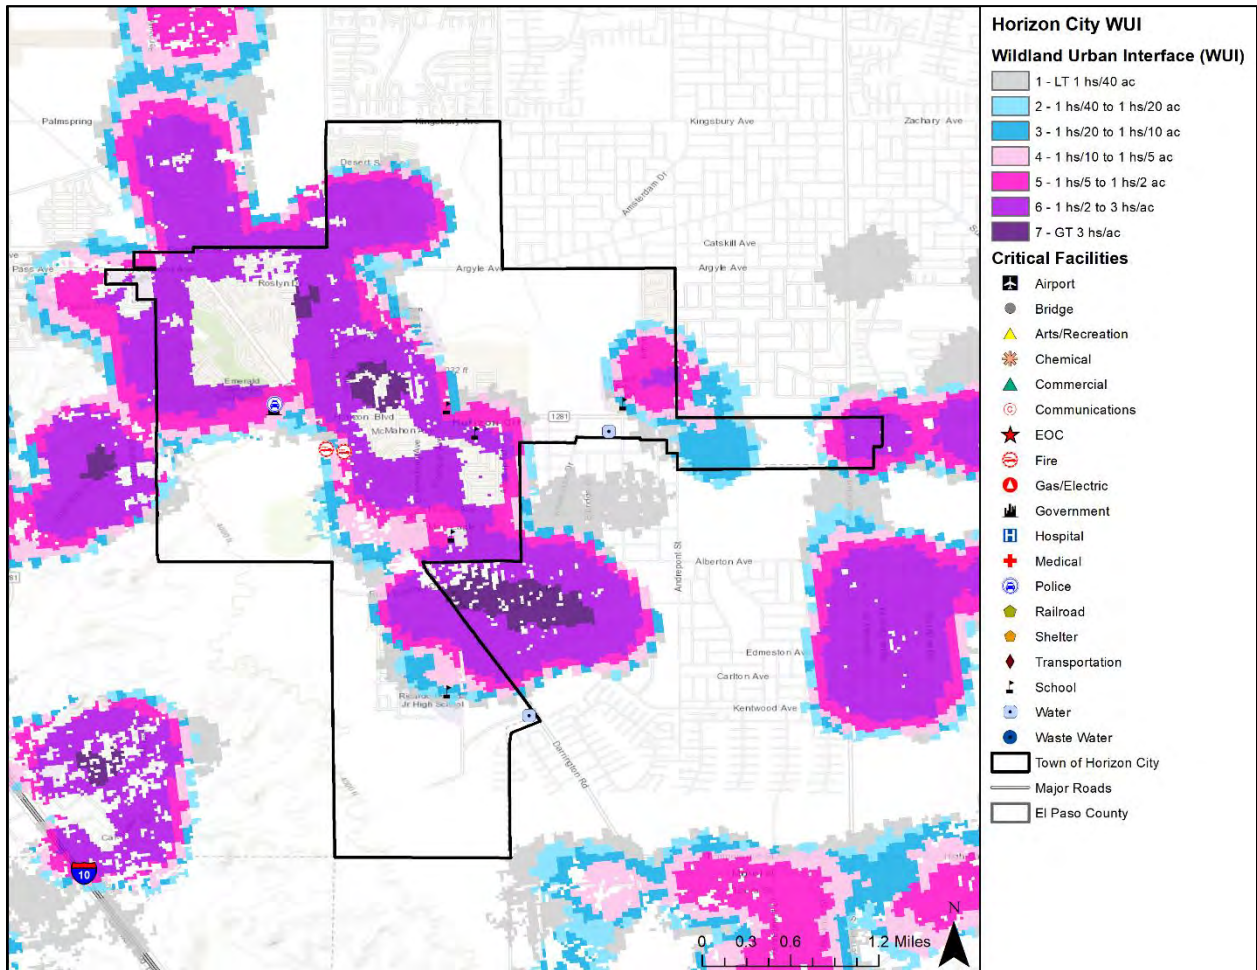 Palmspring
Kingsbury Ave
Kingsbury Ave
Zachary Ave
Desert S
Amsterdam Dr
Catskill Ave
Pass Ave
Argyle Ave
Argyle Ave
Roslyn D
Emerald
1281
McMahon A
Alberton Ave
Andrepont St
Edmeston Av
Carlton Ave
Kentwood Ave
Jr High School
Darrington Rd
10
N
0 0.3 0.6 1.2 Miles
Horizon City WUI
Wildland Urban Interface (WUI)
1 - LT 1 hs/40 ac
2 - 1 hs/40 to 1 hs/20 ac
3 - 1 hs/20 to 1 hs/10 ac
4 - 1 hs/10 to 1 hs/5 ac
5 - 1 hs/5 to 1 hs/2 ac
6 - 1 hs/2 to 3 hs/ac
7 - GT 3 hs/ac
Critical Facilities
Airport
Bridge
Arts/Recreation
Chemical
Commercial
Communications
EOC
Fire
Gas/Electric
Government
H Hospital
Medical
Police
Railroad
Shelter
Transportation
School
Water
Waste Water
Town of Horizon City
Major Roads
El Paso County